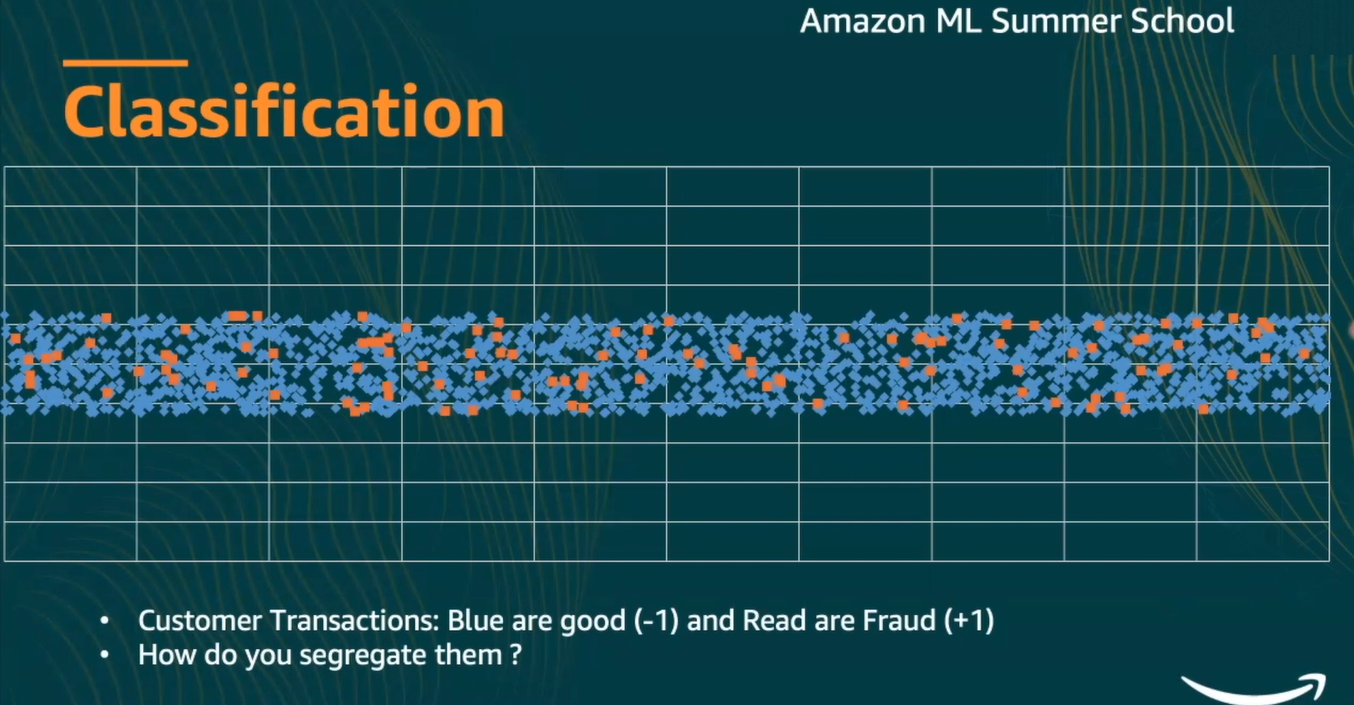 Amazon ML Summer School
Classification
• Customer Transactions: Blue are good (-1) and Read are Fraud (+1)
• How do you segregate them ?